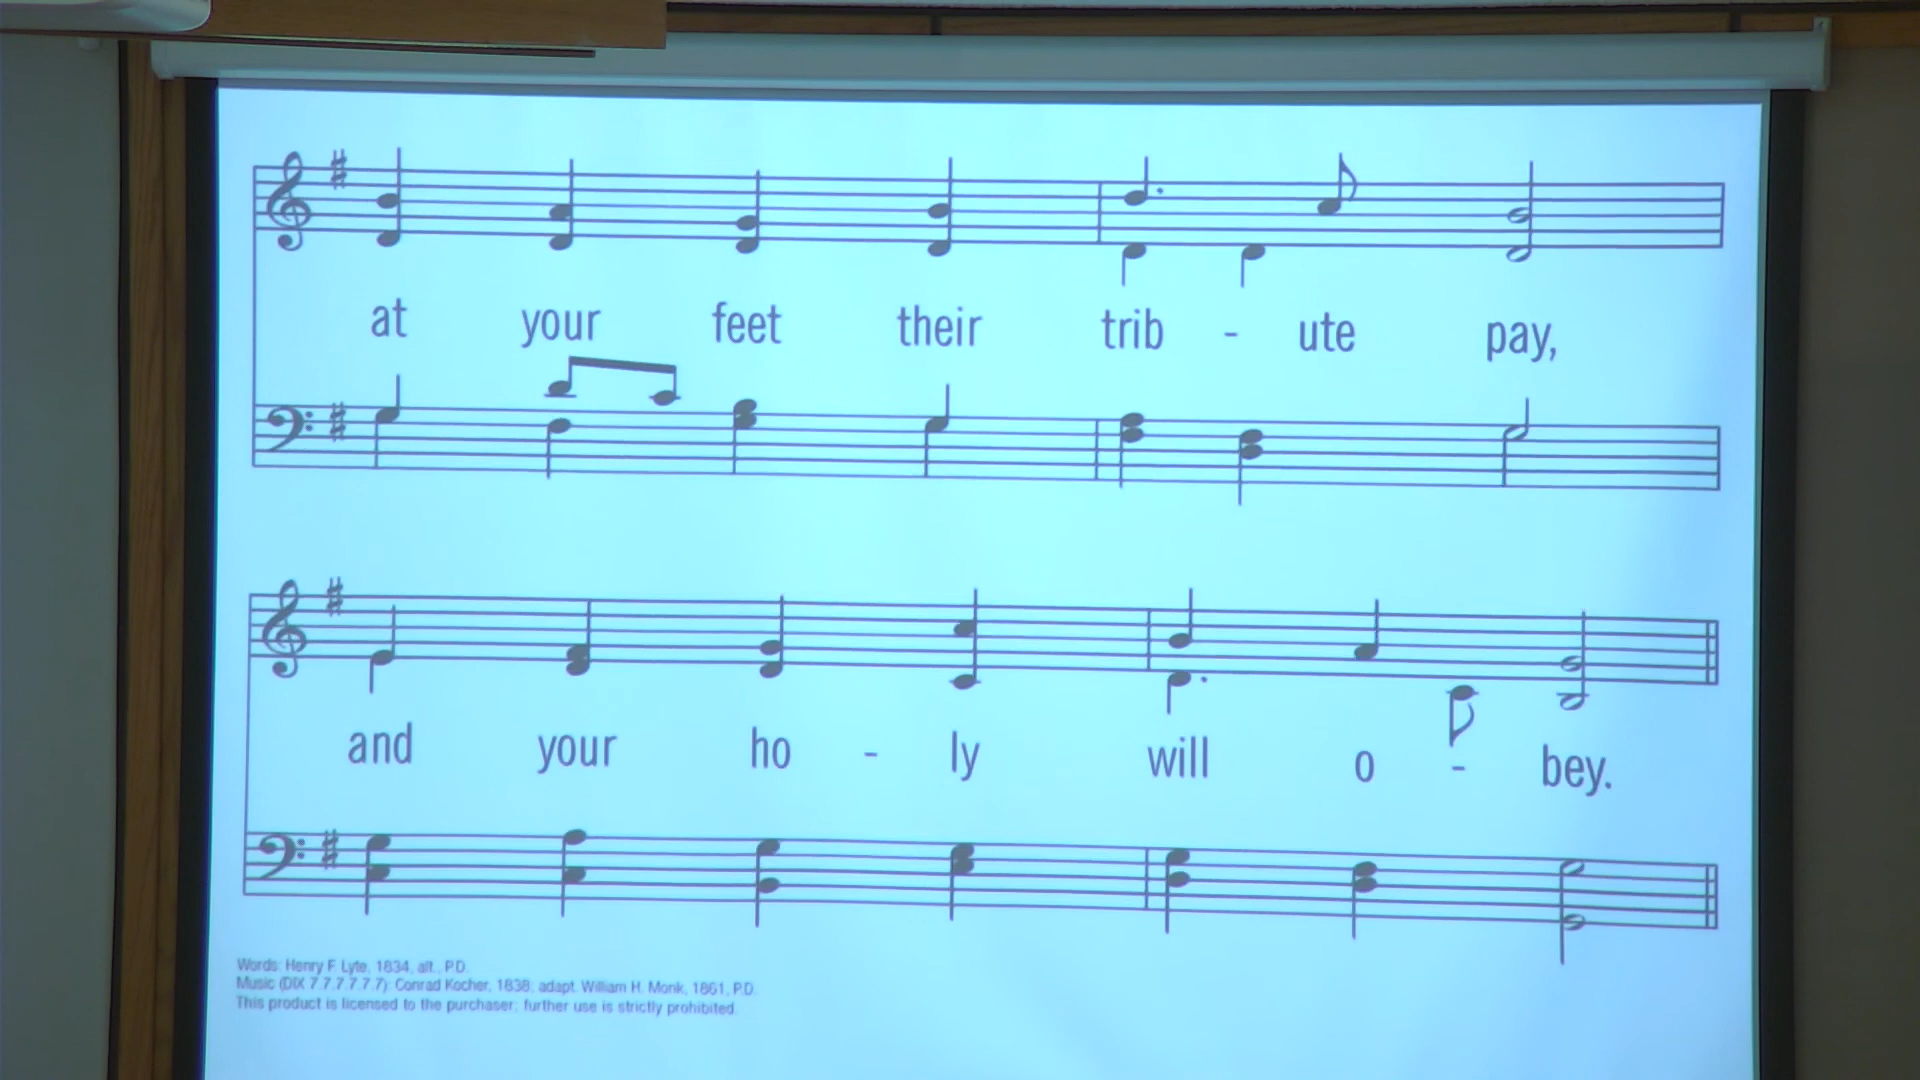 at your feet their trib - ute pay,
and your ho - ly will o - bey.
Words: Henry F. Lyte, 1834, alt., P.D.
Music (DIX 7.7.7.7.7.7): Conrad Kocher, 1838; adapt. William H. Monk, 1861, P.D.
This product is licensed to the purchaser; further use is strictly prohibited.